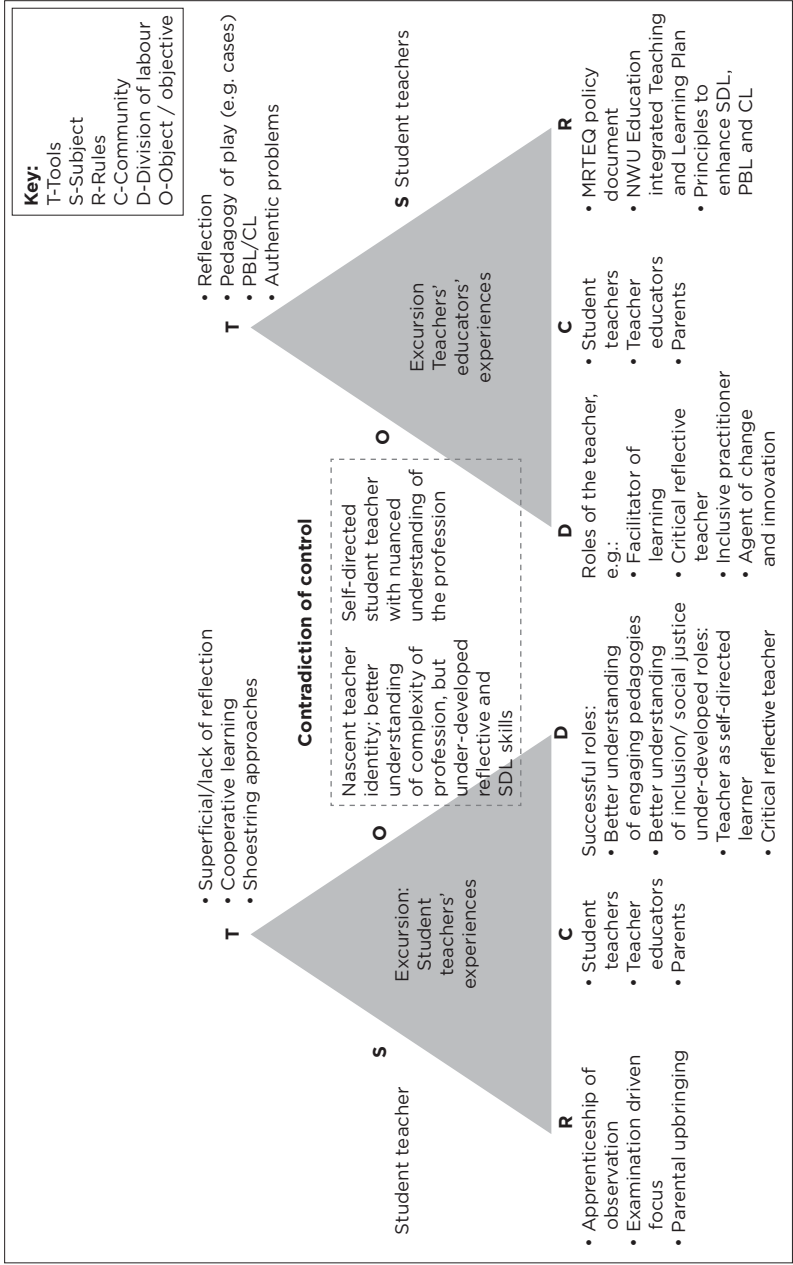 Key:
T-Tools
S-Subject
R-Rules
C-Community
D-Division of labour
O-Object / objective
T
• Superficial/lack of reflection
• Cooperative learning
• Shoestring approaches
Student teacher
S
Excursion:
Student
teachers'
experiences
O
R
• Apprenticeship of
observation
• Examination driven
focus
• Parental upbringing
C
• Student
teachers
• Teacher
educators
• Parents
D
Successful roles:
• Better understanding
of engaging pedagogies
• Better understanding
of inclusion/ social justice
under-developed roles:
• Teacher as self-directed
learner
• Critical reflective teacher
Contradiction of control
Nascent teacher
identity; better
understanding
of complexity of
profession, but
under-developed
reflective and
SDL skills
Self-directed
student teacher
with nuanced
understanding of
the profession
T
• Reflection
• Pedagogy of play (e.g. cases)
• PBL/CL
• Authentic problems
O
Excursion
Teachers'
educators'
experiences
S Student teachers
D
Roles of the teacher,
e.g.:
• Facilitator of
learning
• Critical reflective
teacher
• Inclusive practitioner
• Agent of change
and innovation
C
• Student
teachers
• Teacher
educators
• Parents
R
• MRTEQ policy
document
• NWU Education
integrated Teaching
and Learning Plan
• Principles to
enhance SDL,
PBL and CL